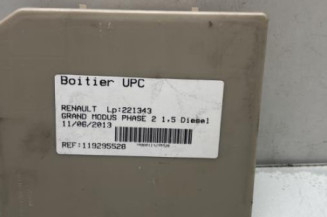 Boitier UPC
RENAULT Lp:221343
GRAND MODUS PHASE 2 1.5 Diesel
11/06/2013
REF:119295528